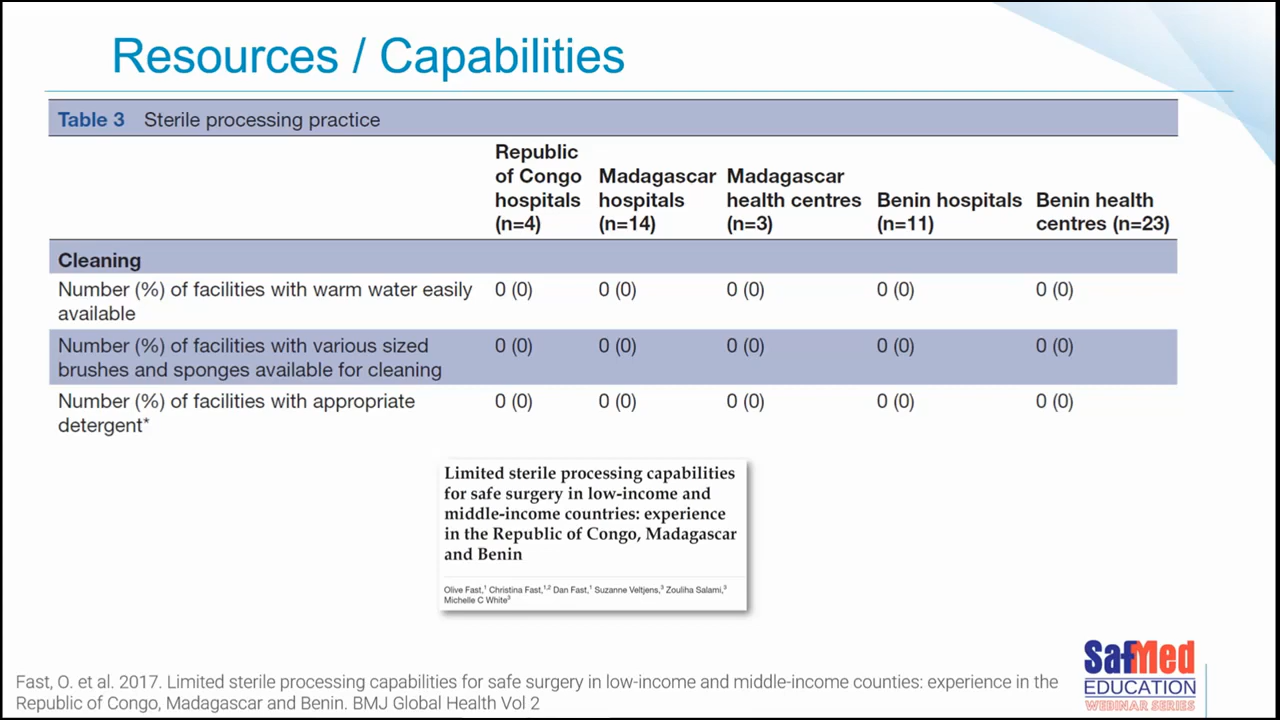 Resources / Capabilities
Table 3 Sterile processing practice
Republic of Congo hospitals (n=4) Madagascar hospitals (n=14) Madagascar health centres (n=3) Benin hospitals (n=11) Benin health centres (n=23)
Cleaning
Number (%) of facilities with warm water easily available 0 (0) 0 (0) 0 (0) 0 (0) 0 (0)
Number (%) of facilities with various sized brushes and sponges available for cleaning 0 (0) 0 (0) 0 (0) 0 (0) 0 (0)
Number (%) of facilities with appropriate detergent* 0 (0) 0 (0) 0 (0) 0 (0) 0 (0)
Limited sterile processing capabilities
for safe surgery in low-income and
middle-income countries: experience
in the Republic of Congo, Madagascar
and Benin
Olive Fast,¹ Christina Fast,¹,² Dan Fast,¹ Suzanne Veltjens,³ Zouliha Salami,³
Michelle C White³
SafMed
EDUCATION
WEBINAR SERIES
Fast, O. et al. 2017. Limited sterile processing capabilities for safe surgery in low-income and middle-income counties: experience in the
Republic of Congo, Madagascar and Benin. BMJ Global Health Vol 2